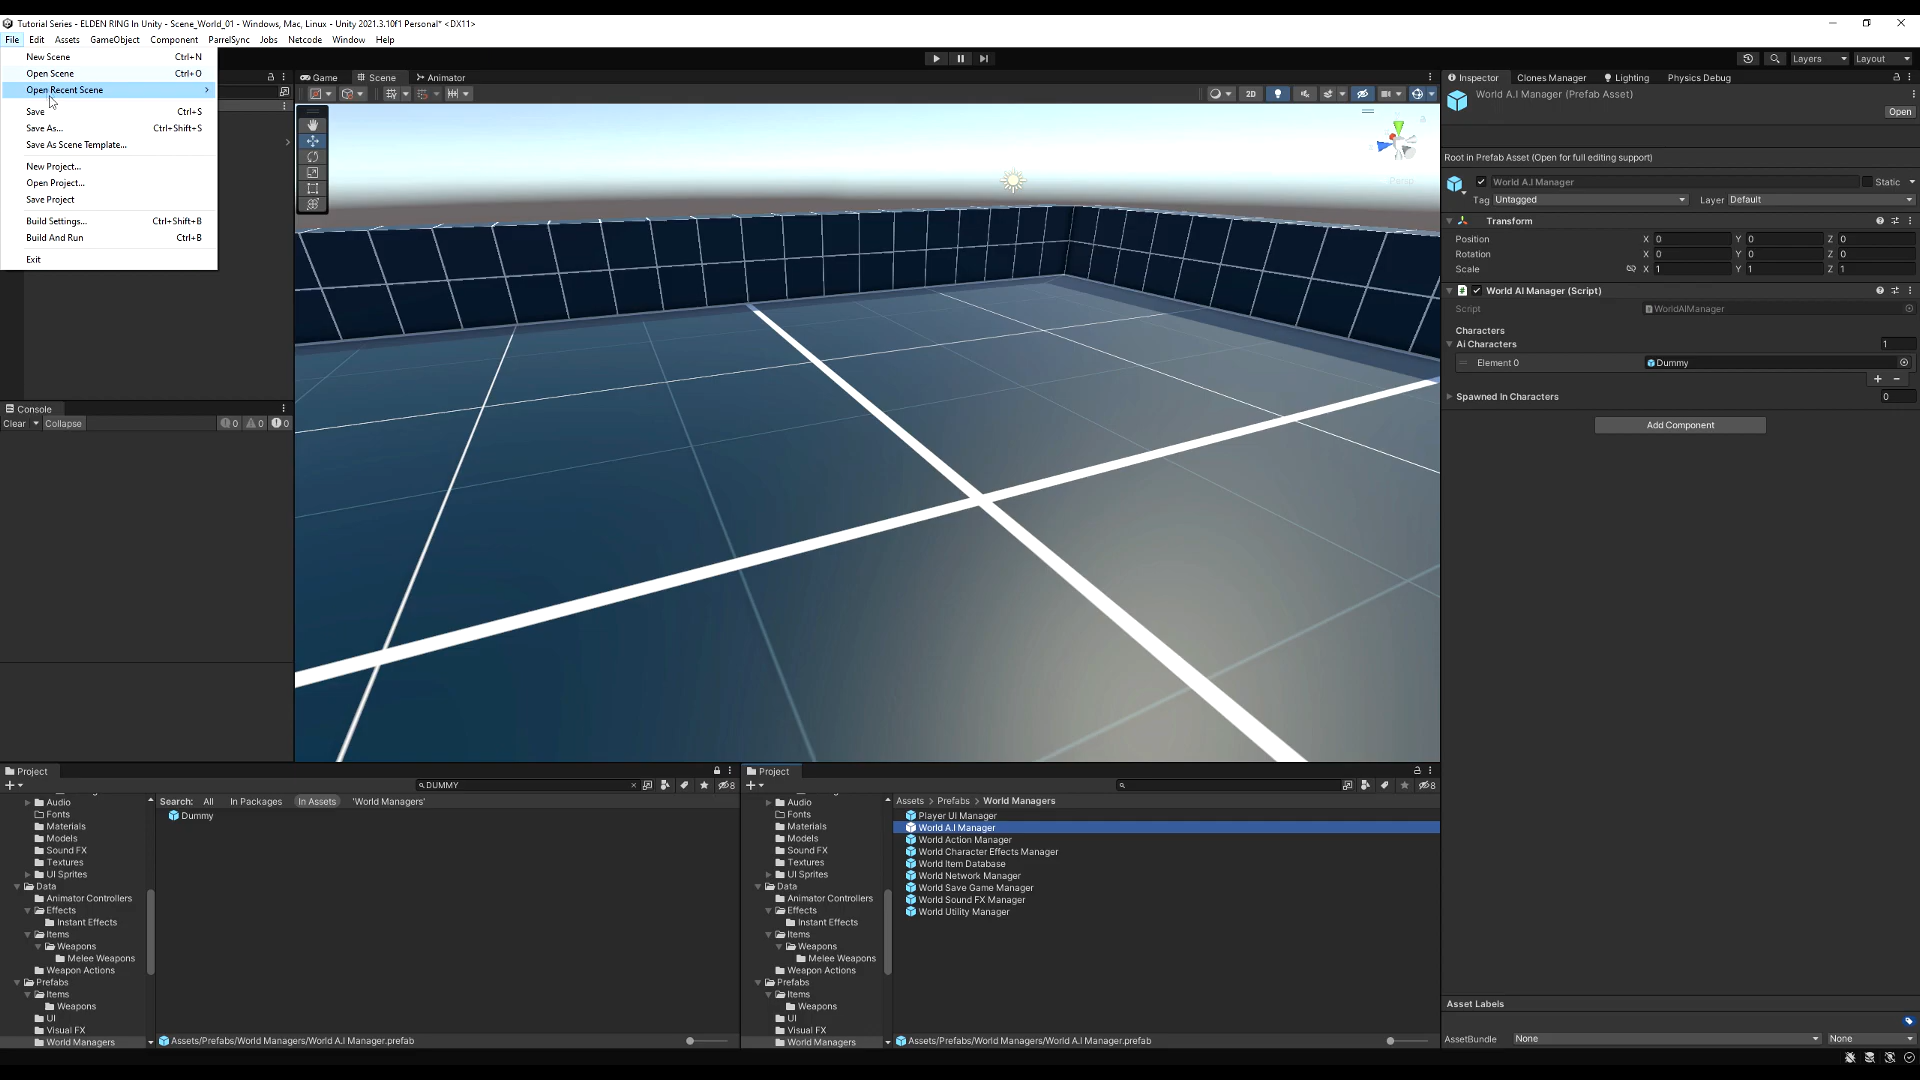 Tutorial Series - ELDEN RING In Unity - Scene_World_01 - Windows, Mac, Linux - Unity 2021.3.10f1 Personal* <DX11>
File Edit Assets GameObject Component ParrelSync Jobs Netcode Window Help
New Scene Ctrl+N
Open Scene Ctrl+O
Open Recent Scene
Save Ctrl+S
Save As... Ctrl+Shift+S
Save As Scene Template...
New Project...
Open Project...
Save Project
Build Settings... Ctrl+Shift+B
Build And Run Ctrl+B
Exit
Layers Layout
Game Scene Animator
2D
Persp
Inspector Clones Manager Lighting Physics Debug
World A.I Manager (Prefab Asset)
Open
Root in Prefab Asset (Open for full editing support)
World A.I Manager Static
Tag Untagged Layer Default
Transform
Position X 0 Y 0 Z 0
Rotation X 0 Y 0 Z 0
Scale X 1 Y 1 Z 1
World AI Manager (Script)
Script WorldAIManager
Characters
Ai Characters 1
Element 0 Dummy
Spawned In Characters 0
Add Component
Asset Labels
AssetBundle None None
Console
Clear Collapse 0 0 0
Project
DUMMY 8
Search: All In Packages In Assets 'World Managers'
Dummy
Audio
Fonts
Materials
Models
Sound FX
Textures
UI Sprites
Data
Animator Controllers
Effects
Instant Effects
Items
Weapons
Melee Weapons
Weapon Actions
Prefabs
Items
Weapons
UI
Visual FX
World Managers
Assets/Prefabs/World Managers/World A.I Manager.prefab
Project
8
Audio
Fonts
Materials
Models
Sound FX
Textures
UI Sprites
Data
Animator Controllers
Effects
Instant Effects
Items
Weapons
Melee Weapons
Weapon Actions
Prefabs
Items
Weapons
UI
Visual FX
World Managers
Assets > Prefabs > World Managers
Player UI Manager
World A.I Manager
World Action Manager
World Character Effects Manager
World Item Database
World Network Manager
World Save Game Manager
World Sound FX Manager
World Utility Manager
Assets/Prefabs/World Managers/World A.I Manager.prefab